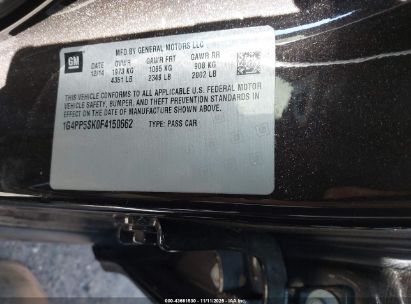 GM
MFD BY GENERAL MOTORS LLC
DATE GVWR GAWR FRT GAWR RR
12/14 1973 KG 1065 KG 908 KG
4351 LB 2349 LB 2002 LB
THIS VEHICLE CONFORMS TO ALL APPLICABLE U.S. FEDERAL MOTOR
VEHICLE SAFETY, BUMPER, AND THEFT PREVENTION STANDARDS IN
EFFECT ON THE DATE OF MANUFACTURE SHOWN ABOVE.
1G4PP5SK0F4150662 TYPE: PASS CAR